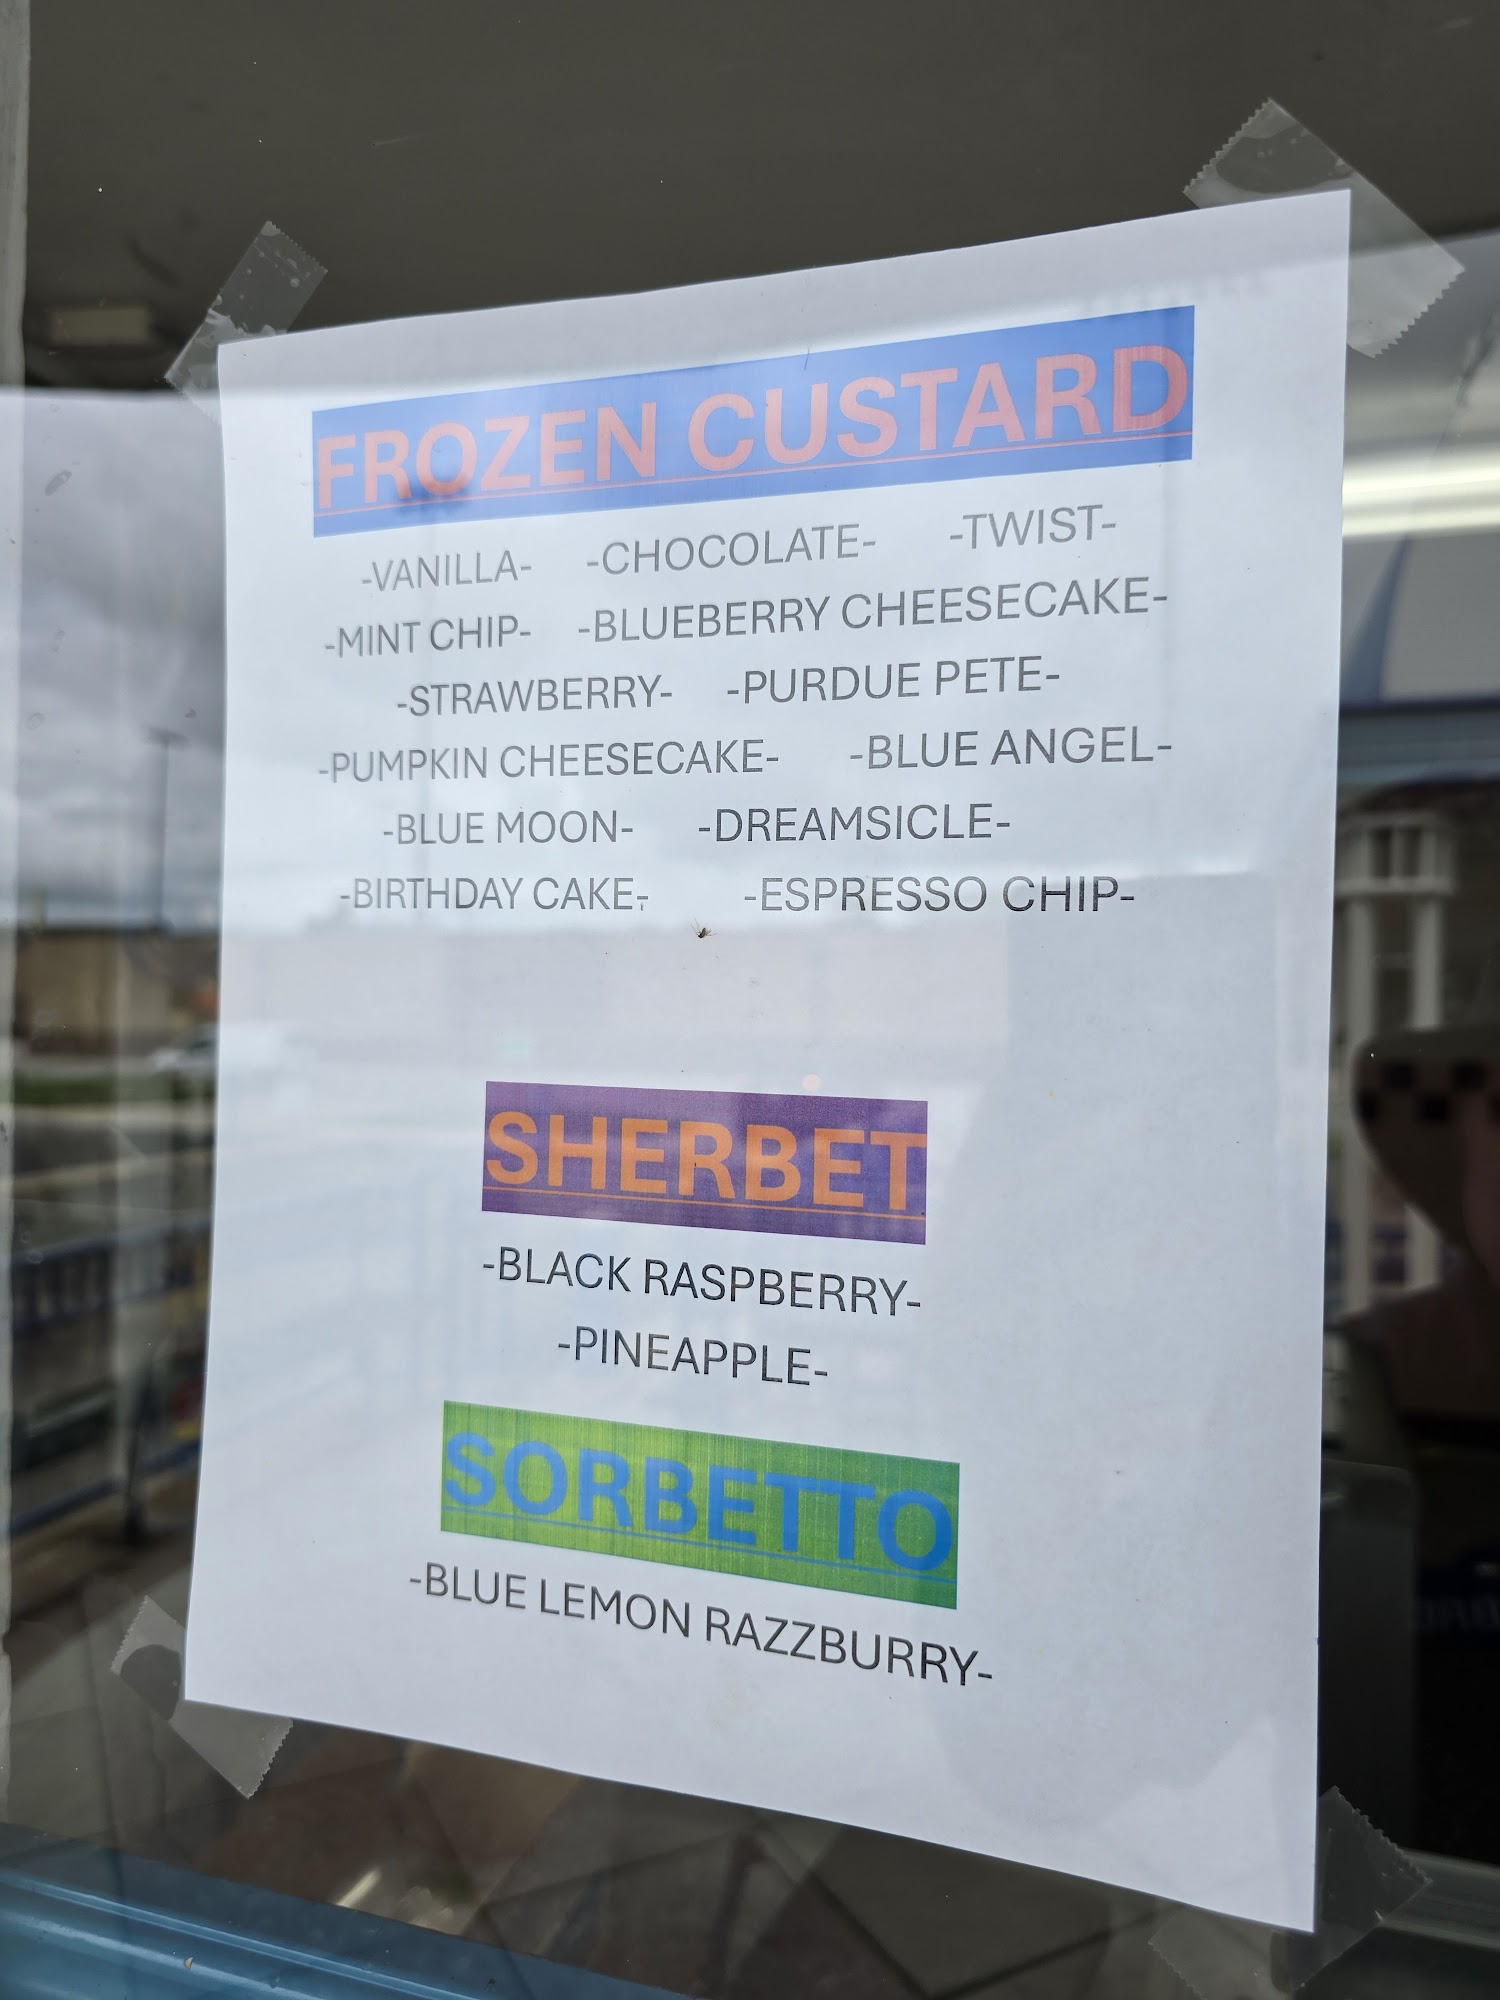 FROZEN CUSTARD
-VANILLA- -CHOCOLATE- -TWIST-
-MINT CHIP- -BLUEBERRY CHEESECAKE-
-STRAWBERRY- -PURDUE PETE-
-PUMPKIN CHEESECAKE- -BLUE ANGEL-
-BLUE MOON- -DREAMSICLE-
-BIRTHDAY CAKE- -ESPRESSO CHIP-
SHERBET
-BLACK RASPBERRY-
-PINEAPPLE-
SORBETTO
-BLUE LEMON RAZZBURRY-